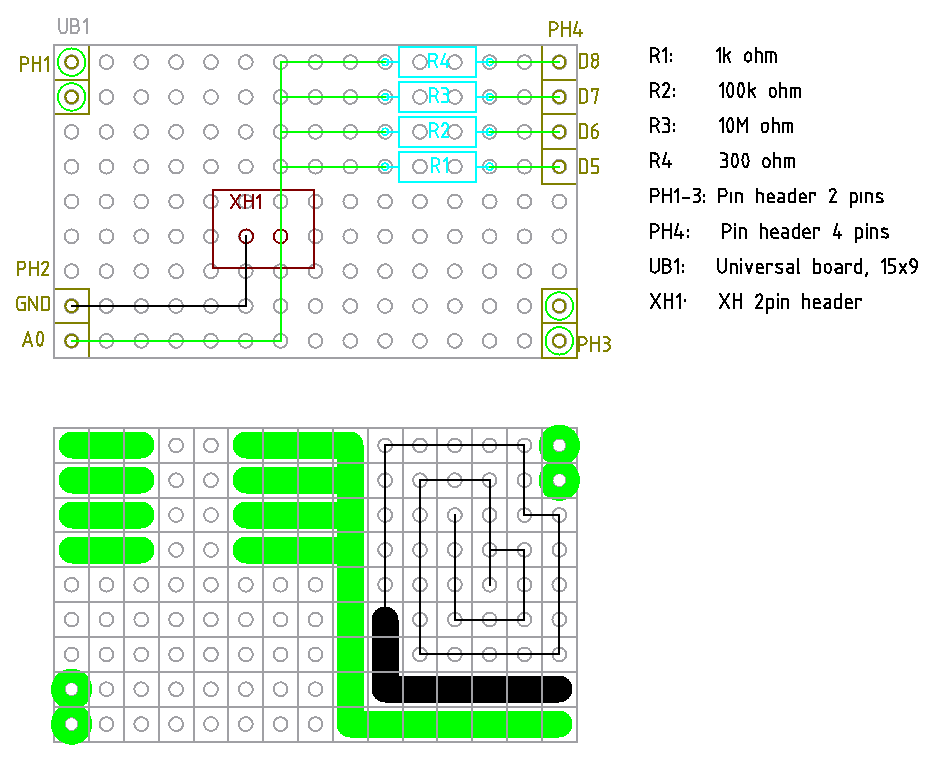 UB1
PH4
PH1
R4
D8
R3
D7
R2
D6
R1
D5
XH1
PH2
GND
A0
PH3
R1: 1k ohm
R2: 100k ohm
R3: 10M ohm
R4 300 ohm
PH1-3: Pin header 2 pins
PH4: Pin header 4 pins
UB1: Universal board, 15x9
XH1: XH 2pin header